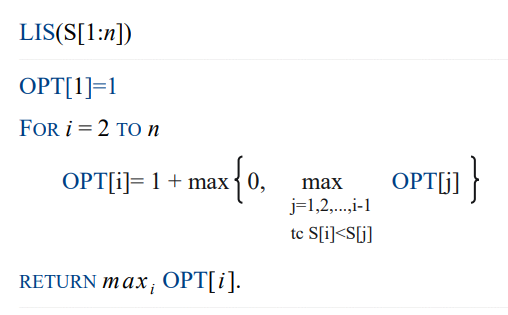 LIS(S[1:n])
OPT[1]=1
FOR i = 2 TO n
OPT[i]= 1 + max{0, max OPT[j]}
j=1,2,...,i-1
tc S[i]<S[j]
RETURN max i OPT[i].